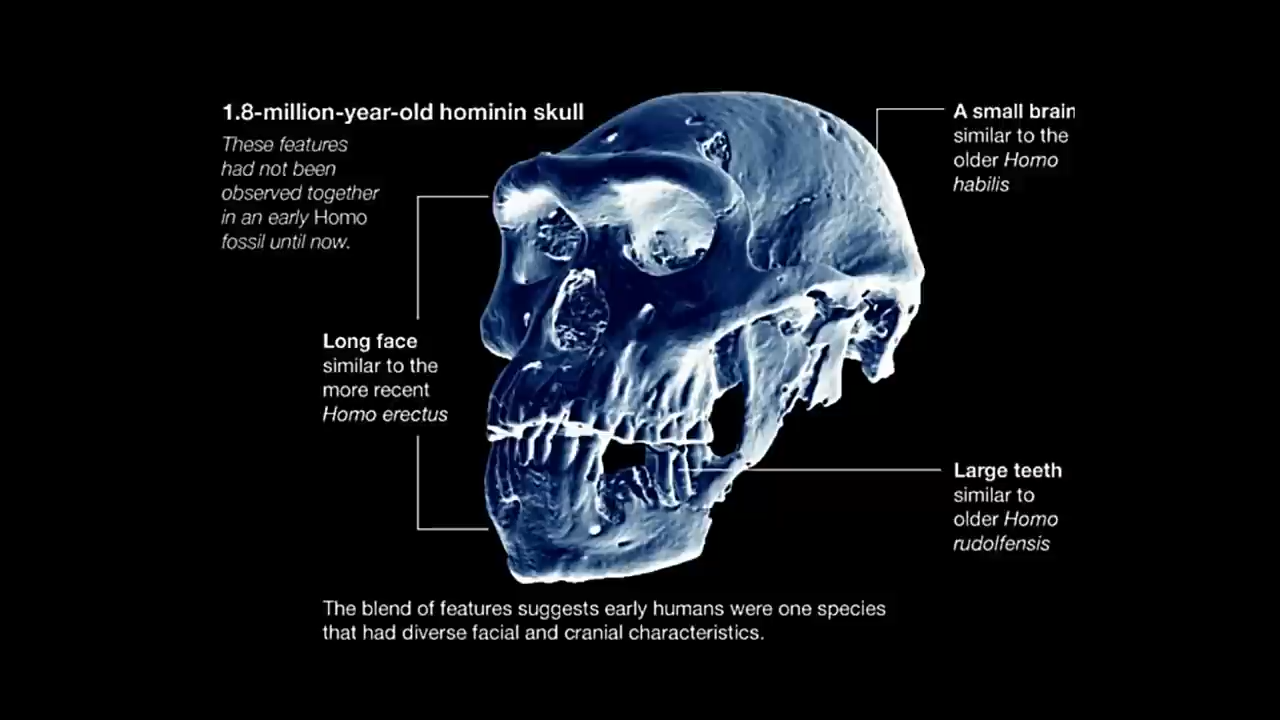 1.8-million-year-old hominin skull
These features
had not been
observed together
in an early Homo
fossil until now.
A small brain
similar to the
older Homo
habilis
Long face
similar to the
more recent
Homo erectus
Large teeth
similar to
older Homo
rudolfensis
The blend of features suggests early humans were one species
that had diverse facial and cranial characteristics.